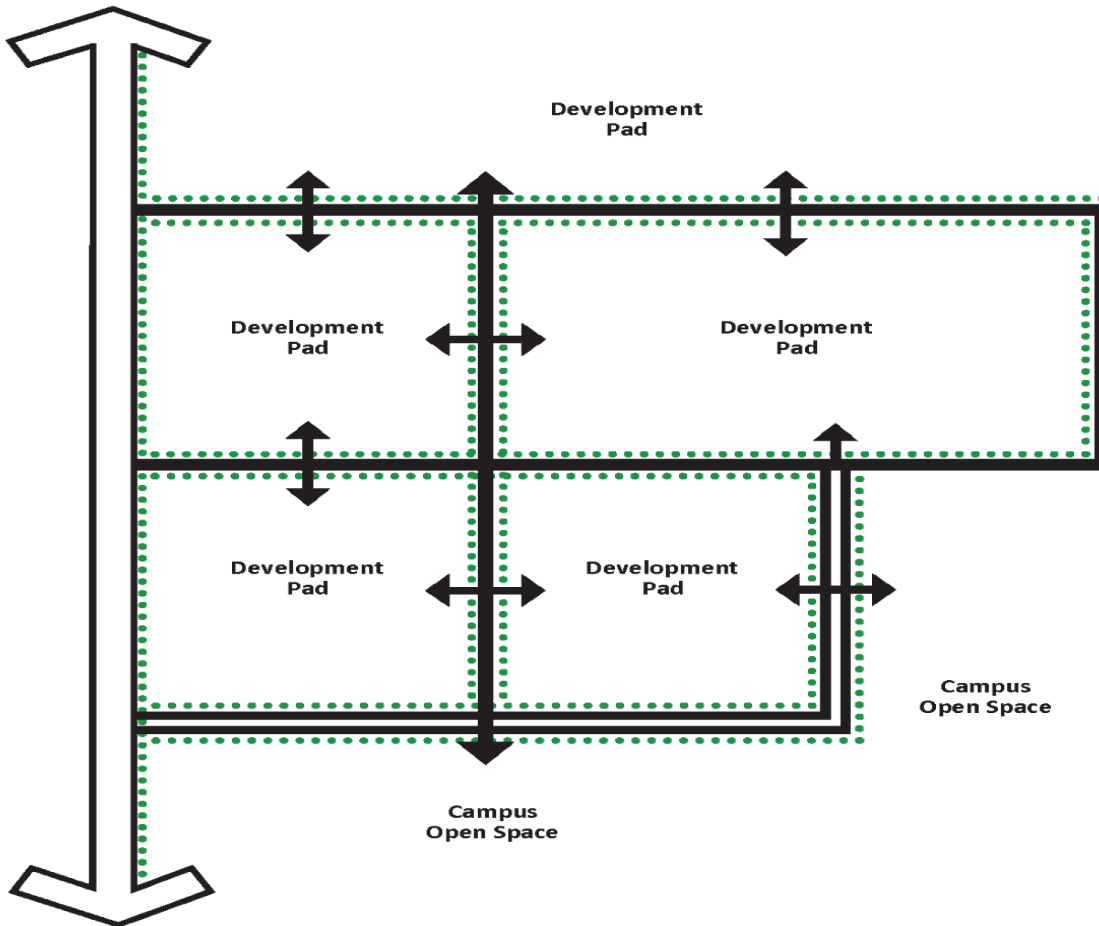 Development
Pad
Development
Pad
Development
Pad
Development
Pad
Development
Pad
Campus
Open Space
Campus
Open Space